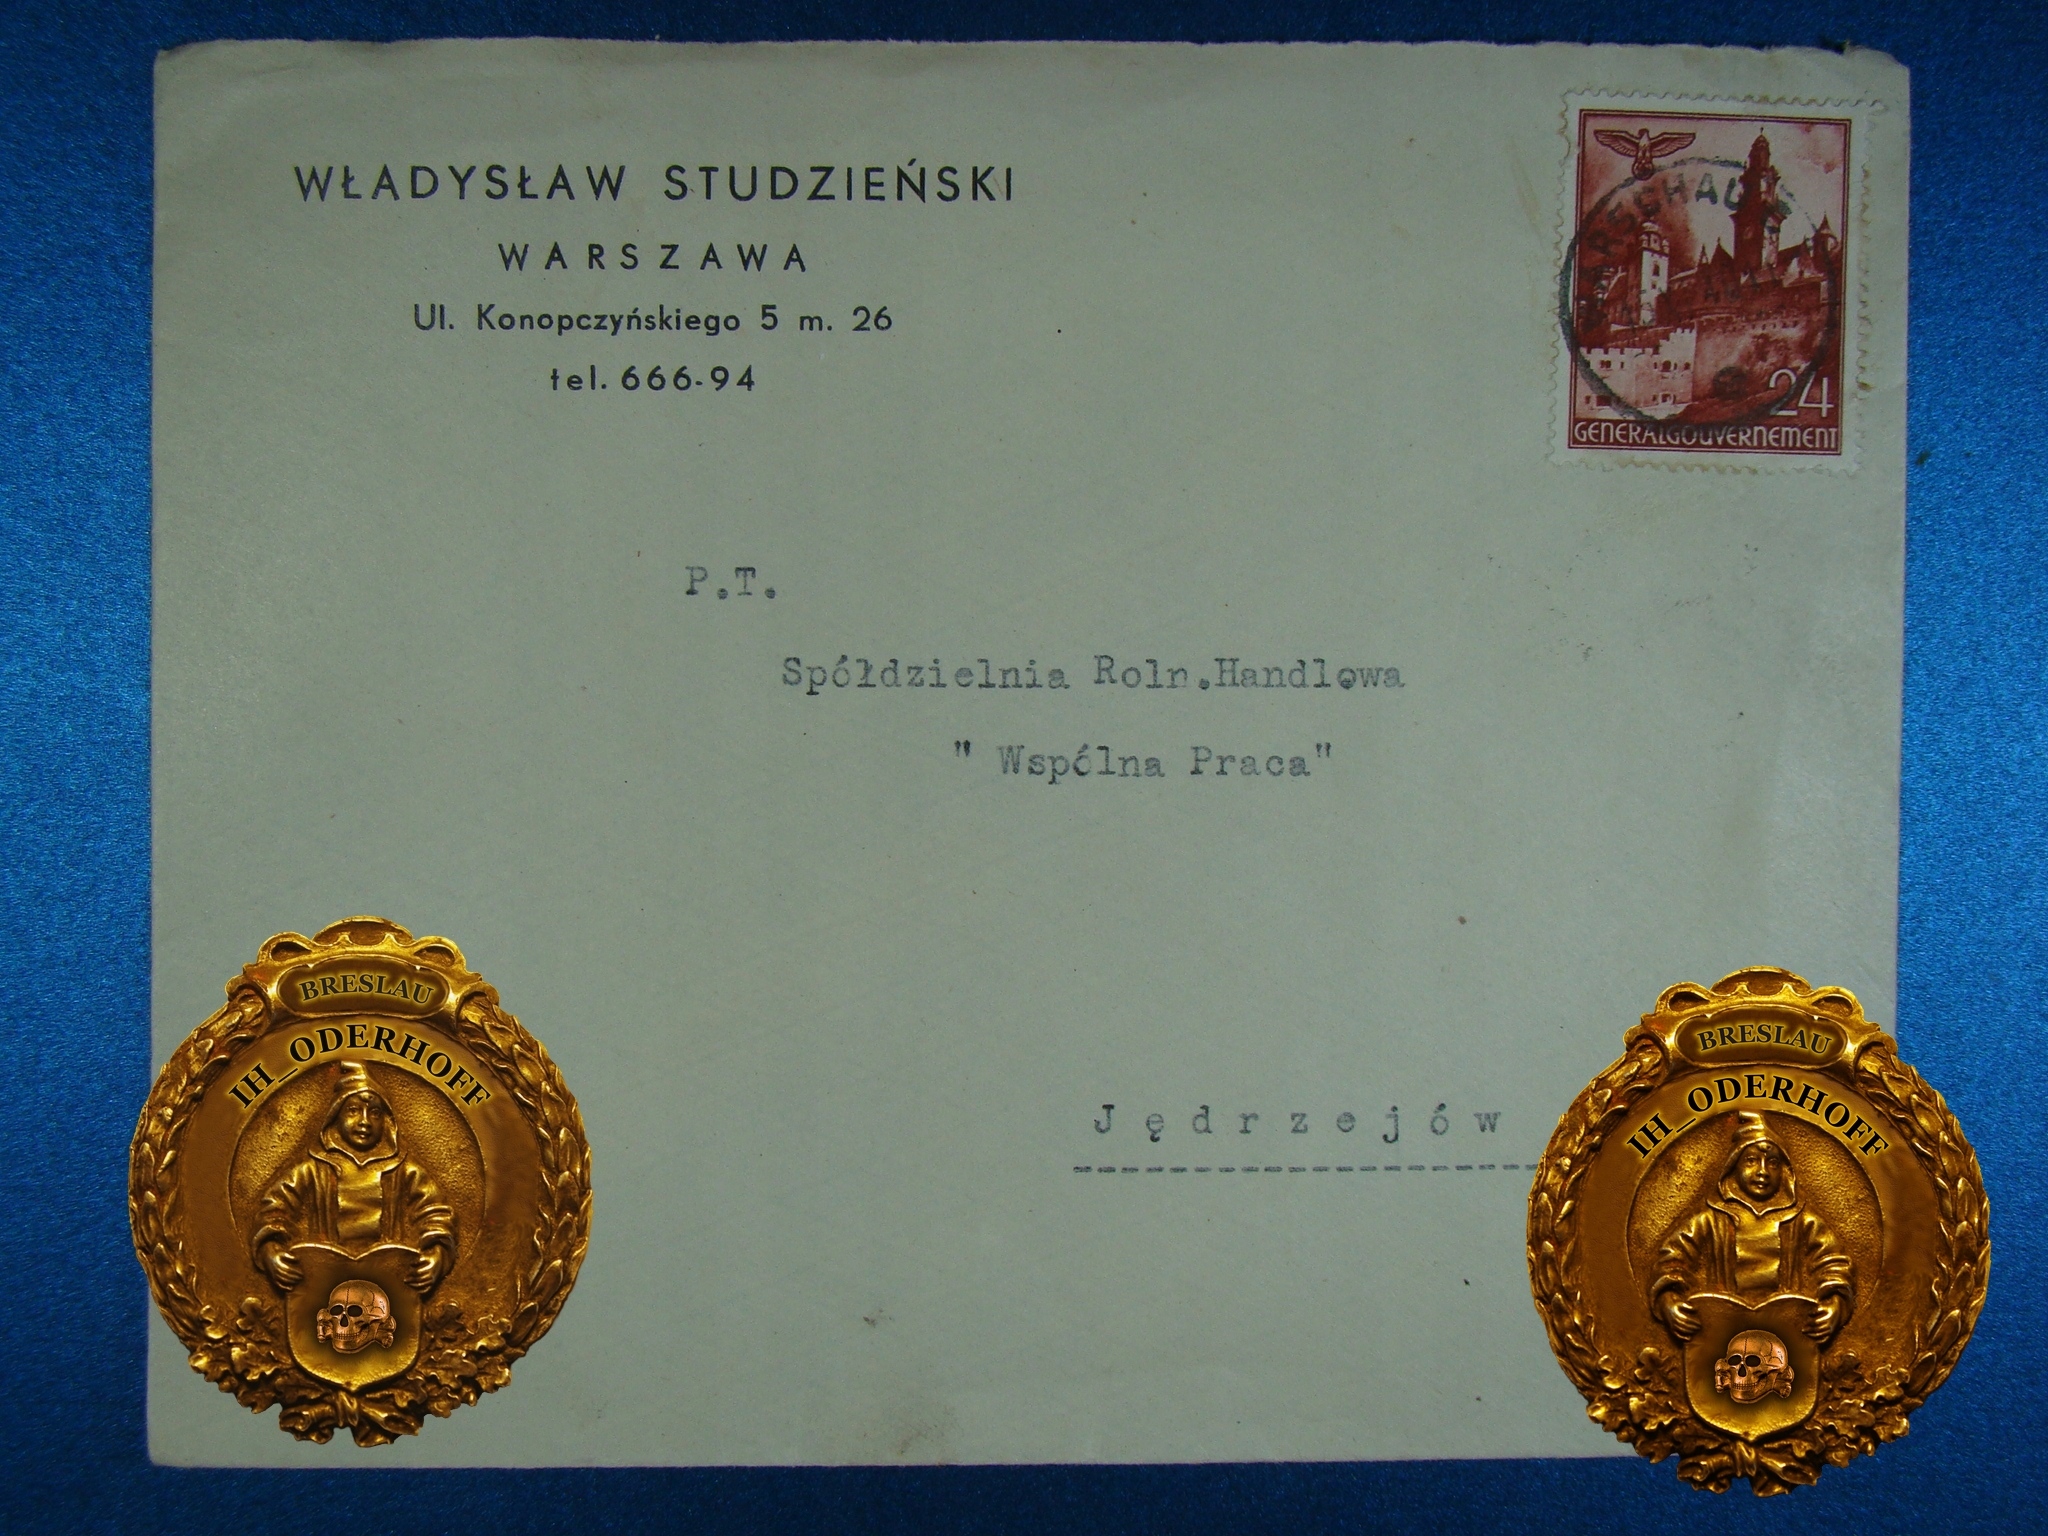 WŁADYSŁAW STUDZIEŃSKI
WARSZAWA
Ul. Konopczyńskiego 5 m. 26
tel. 666-94
24
GENERALGOUVERNEMENT
P.T.
Spółdzielnia Roln.Handlowa
" Wspólna Praca"
Jędrzejów
BRESLAU
IH_ODERHOFF
BRESLAU
IH_ODERHOFF